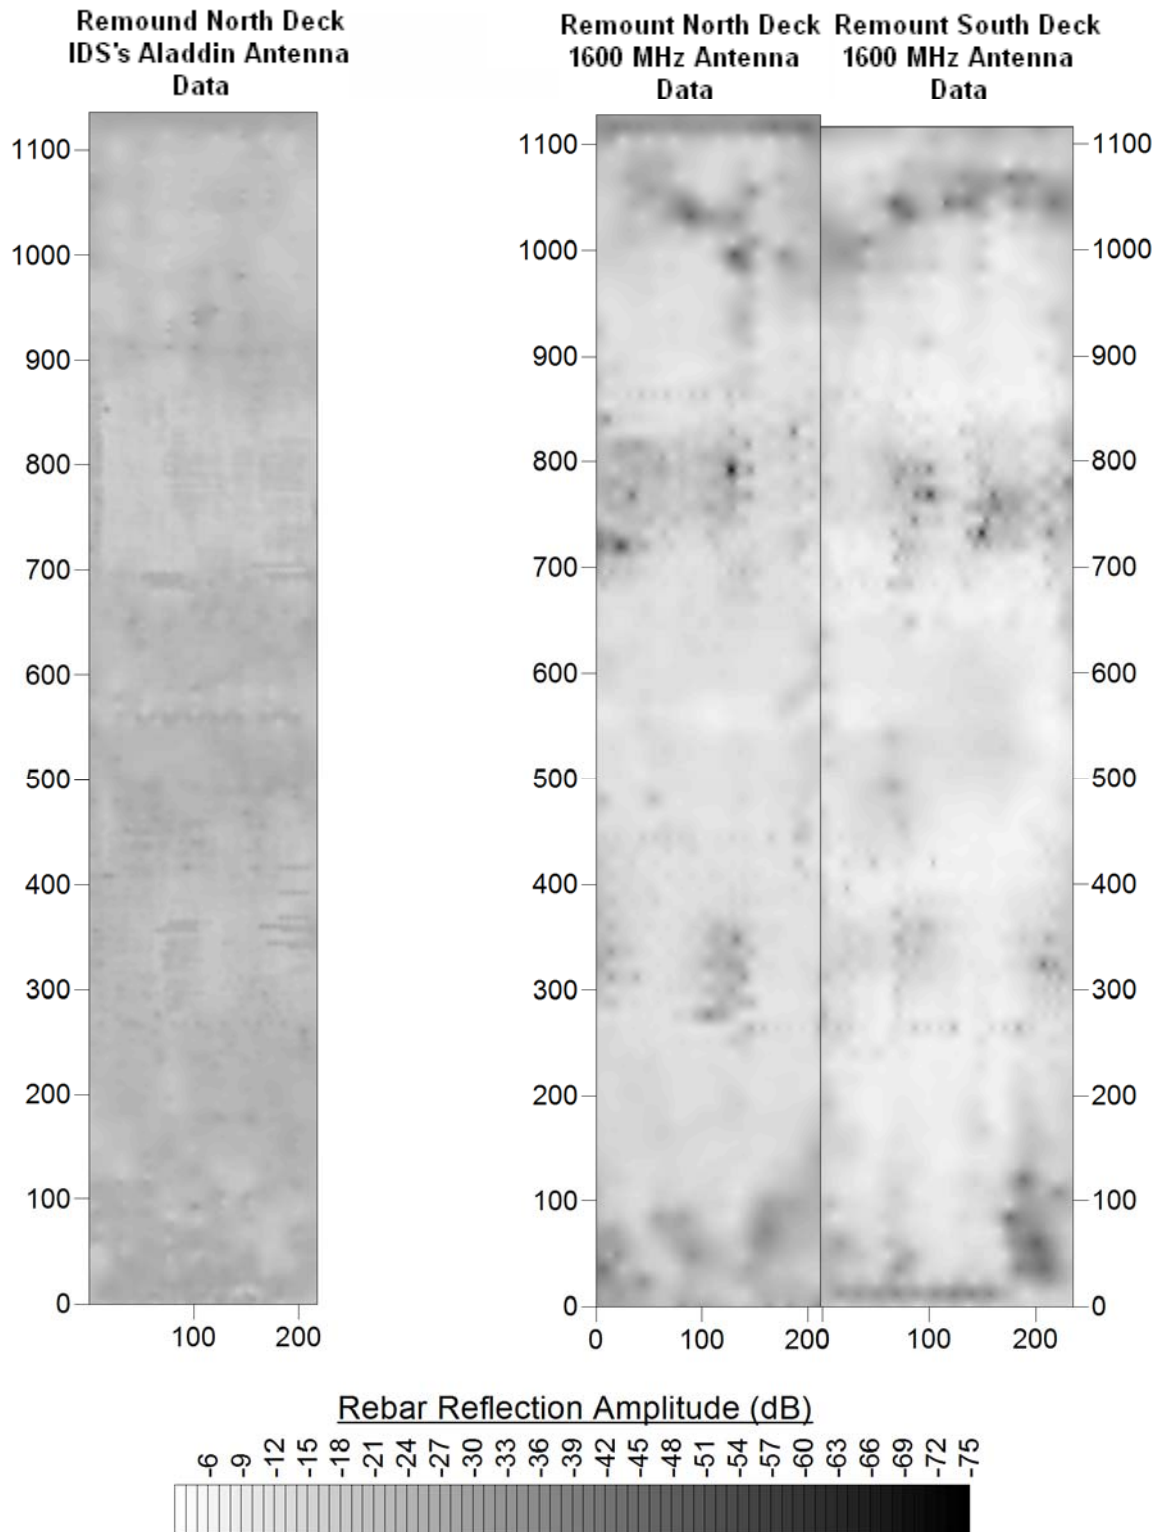 Remound North Deck
IDS's Aladdin Antenna
Data
Remount North Deck
1600 MHz Antenna
Data
Remount South Deck
1600 MHz Antenna
Data
1100
1000
900
800
700
600
500
400
300
200
100
0
100 200
1100
1000
900
800
700
600
500
400
300
200
100
0
0 100 200
1100
1000
900
800
700
600
500
400
300
200
100
0
0 100 200
Rebar Reflection Amplitude (dB)
-6 -9 -12 -15 -18 -21 -24 -27 -30 -33 -36 -39 -42 -45 -48 -51 -54 -57 -60 -63 -66 -69 -72 -75